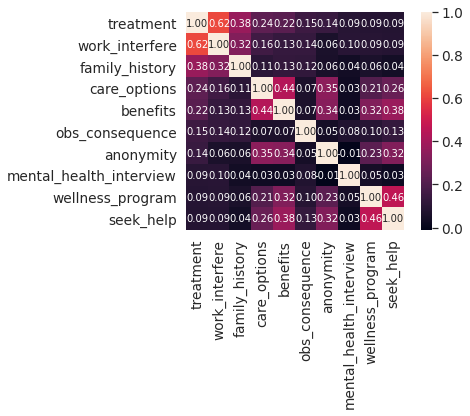 treatment 1.00 0.62 0.38 0.24 0.22 0.15 0.14 0.09 0.09 0.09
work_interfere 0.62 1.00 0.32 0.16 0.13 0.14 0.06 0.10 0.09 0.09
family_history 0.38 0.32 1.00 0.11 0.13 0.12 0.06 0.04 0.06 0.04
care_options 0.24 0.16 0.11 1.00 0.44 0.07 0.35 0.03 0.21 0.26
benefits 0.22 0.13 0.13 0.44 1.00 0.07 0.34 0.03 0.32 0.38
obs_consequence 0.15 0.14 0.12 0.07 0.07 1.00 0.05 0.08 0.10 0.13
anonymity 0.14 0.06 0.06 0.35 0.34 0.05 1.00 -0.01 0.23 0.32
mental_health_interview 0.09 0.10 0.04 0.03 0.03 0.08 -0.01 1.00 0.05 0.03
wellness_program 0.09 0.09 0.06 0.21 0.32 0.10 0.23 0.05 1.00 0.46
seek_help 0.09 0.09 0.04 0.26 0.38 0.13 0.32 0.03 0.46 1.00
treatment
work_interfere
family_history
care_options
benefits
obs_consequence
anonymity
mental_health_interview
wellness_program
seek_help
1.0
0.8
0.6
0.4
0.2
0.0